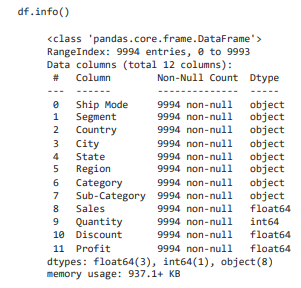 df.info()
<class 'pandas.core.frame.DataFrame'>
RangeIndex: 9994 entries, 0 to 9993
Data columns (total 12 columns):
 #   Column        Non-Null Count  Dtype
---  ------        --------------  -----
 0   Ship Mode     9994 non-null   object
 1   Segment       9994 non-null   object
 2   Country       9994 non-null   object
 3   City          9994 non-null   object
 4   State         9994 non-null   object
 5   Region        9994 non-null   object
 6   Category      9994 non-null   object
 7   Sub-Category  9994 non-null   object
 8   Sales         9994 non-null   float64
 9   Quantity      9994 non-null   int64
 10  Discount      9994 non-null   float64
 11  Profit        9994 non-null   float64
dtypes: float64(3), int64(1), object(8)
memory usage: 937.1+ KB